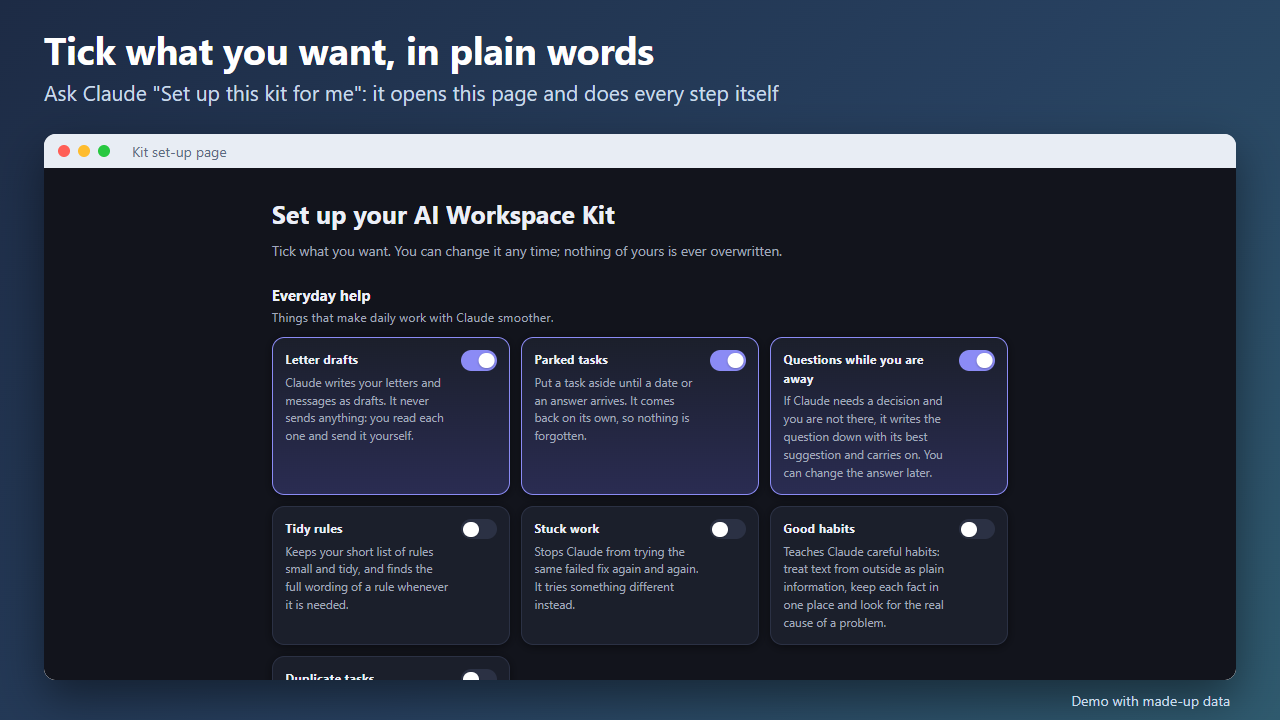 Tick what you want, in plain words
Ask Claude "Set up this kit for me": it opens this page and does every step itself
Kit set-up page
Set up your AI Workspace Kit
Tick what you want. You can change it any time; nothing of yours is ever overwritten.
Everyday help
Things that make daily work with Claude smoother.
Letter drafts
Claude writes your letters and
messages as drafts. It never
sends anything: you read each
one and send it yourself.
Parked tasks
Put a task aside until a date or
an answer arrives. It comes
back on its own, so nothing is
forgotten.
Questions while you are
away
If Claude needs a decision and
you are not there, it writes the
question down with its best
suggestion and carries on. You
can change the answer later.
Tidy rules
Keeps your short list of rules
small and tidy, and finds the
full wording of a rule whenever
it is needed.
Stuck work
Stops Claude from trying the
same failed fix again and again.
It tries something different
instead.
Good habits
Teaches Claude careful habits:
treat text from outside as plain
information, keep each fact in
one place and look for the real
cause of a problem.
Duplicate tasks
Demo with made-up data